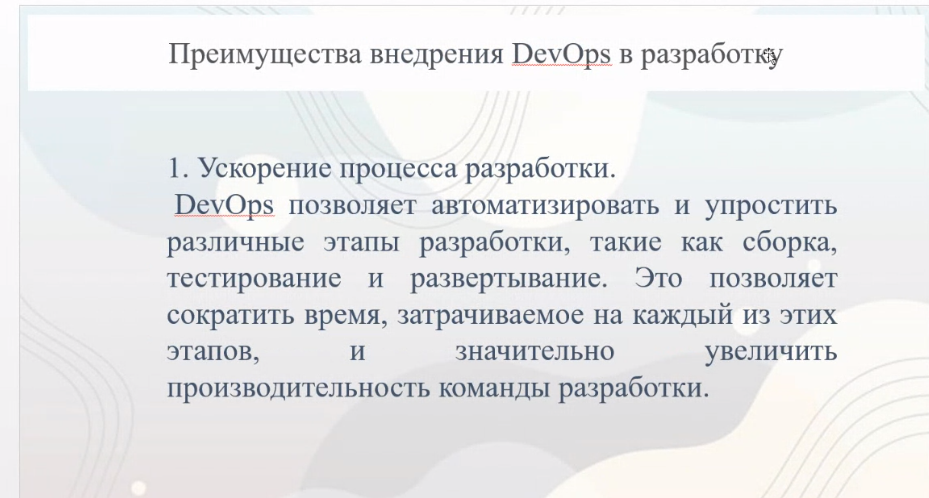 Преимущества внедрения DevOps в разработку
1. Ускорение процесса разработки.
DevOps позволяет автоматизировать и упростить
различные этапы разработки, такие как сборка,
тестирование и развертывание. Это позволяет
сократить время, затрачиваемое на каждый из этих
этапов, и значительно увеличить
производительность команды разработки.